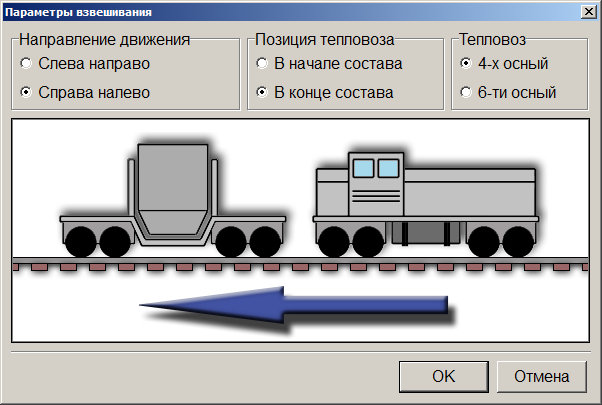 Параметры взвешивания
Направление движения
Слева направо
Справа налево
Позиция тепловоза
В начале состава
В конце состава
Тепловоз
4-х осный
6-ти осный
OK
Отмена